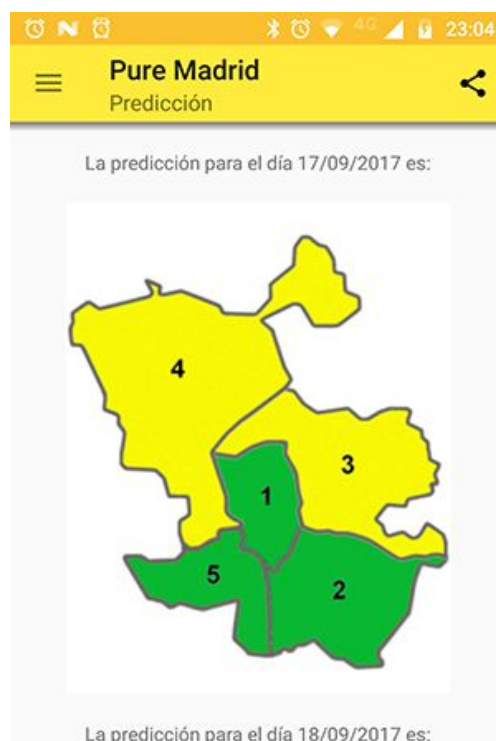 4G 23:04
Pure Madrid
Predicción
La predicción para el día 17/09/2017 es:
4
3
1
5
2
La predicción para el día 18/09/2017 es: